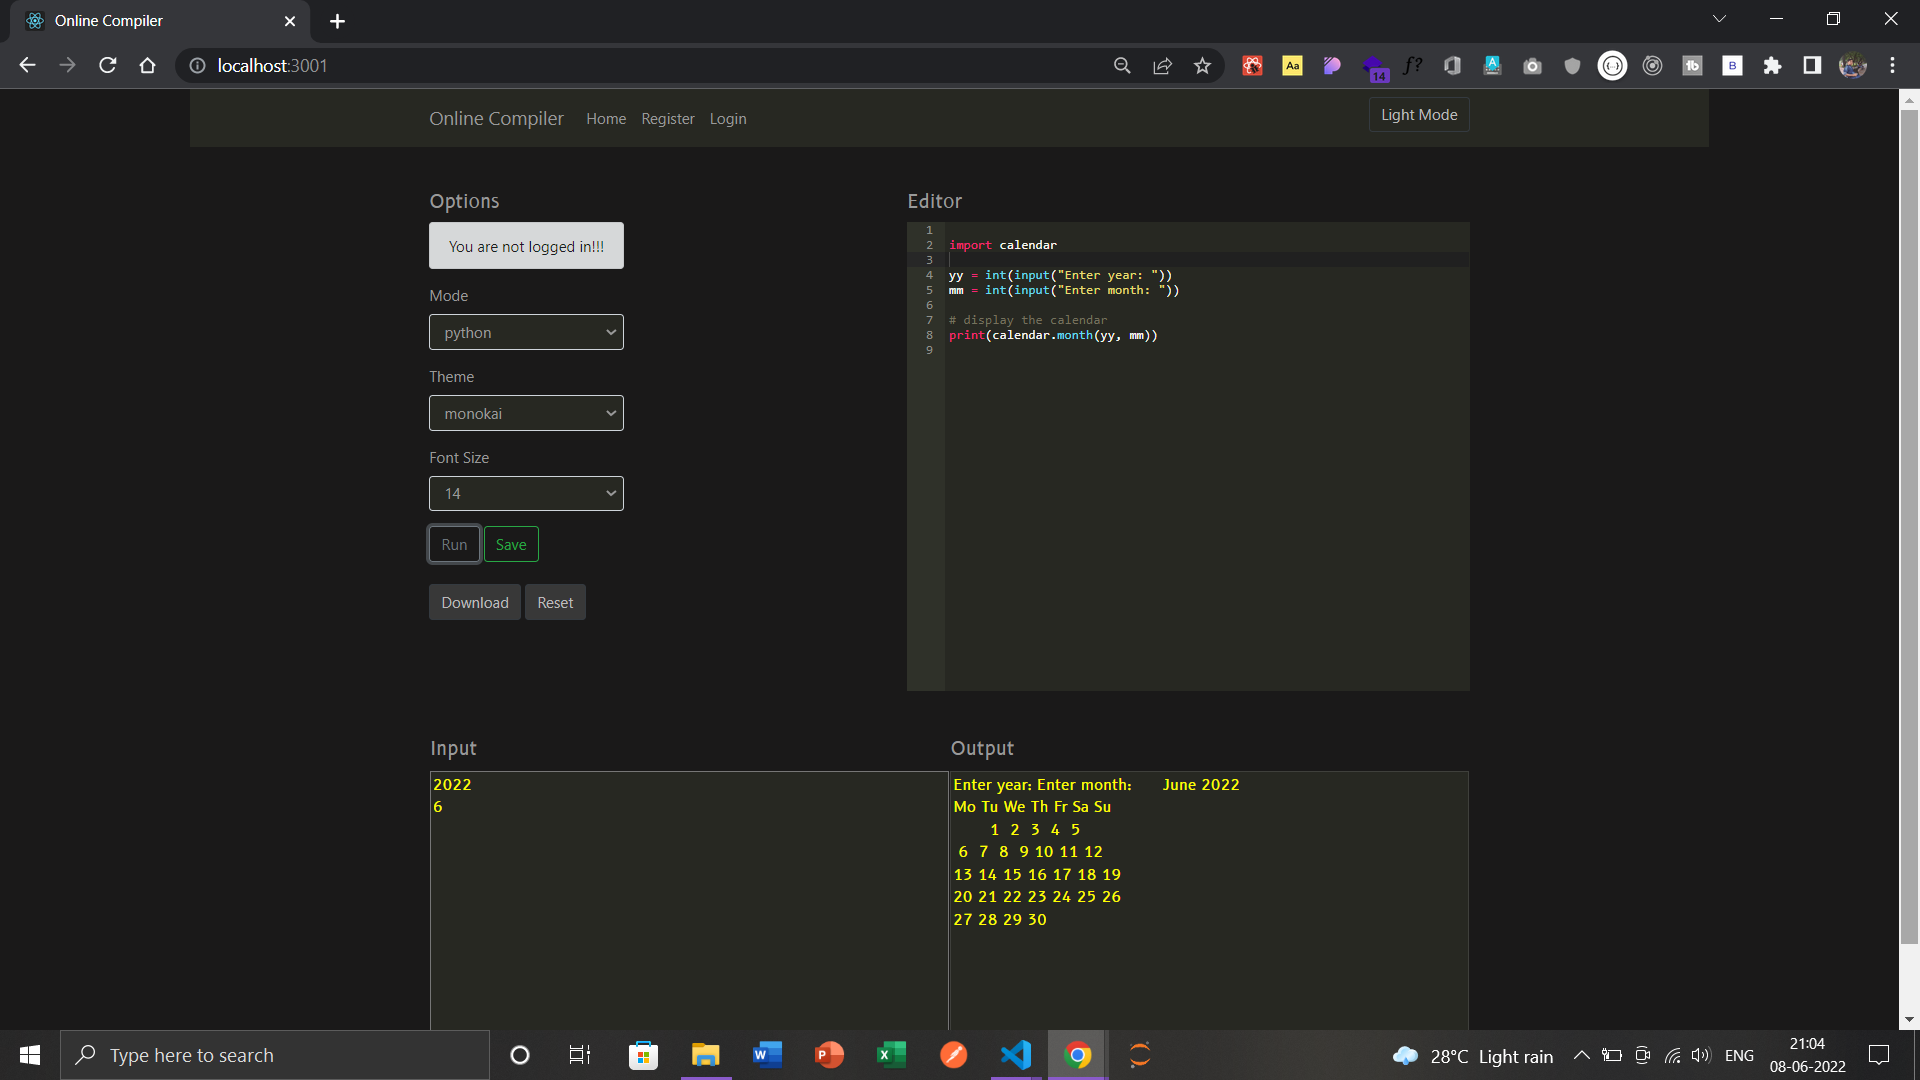 Online Compiler
localhost:3001
Aa
14
f?
A
tb
B
Online Compiler Home Register Login Light Mode
Options
You are not logged in!!!
Mode
python
Theme
monokai
Font Size
14
Run Save
Download Reset
Editor
1
2 import calendar
3
4 yy = int(input("Enter year: "))
5 mm = int(input("Enter month: "))
6
7 # display the calendar
8 print(calendar.month(yy, mm))
9
Input
2022
6
Output
Enter year: Enter month: June 2022
Mo Tu We Th Fr Sa Su
1 2 3 4 5
6 7 8 9 10 11 12
13 14 15 16 17 18 19
20 21 22 23 24 25 26
27 28 29 30
Type here to search
W
P
X
28°C Light rain
ENG
21:04
08-06-2022